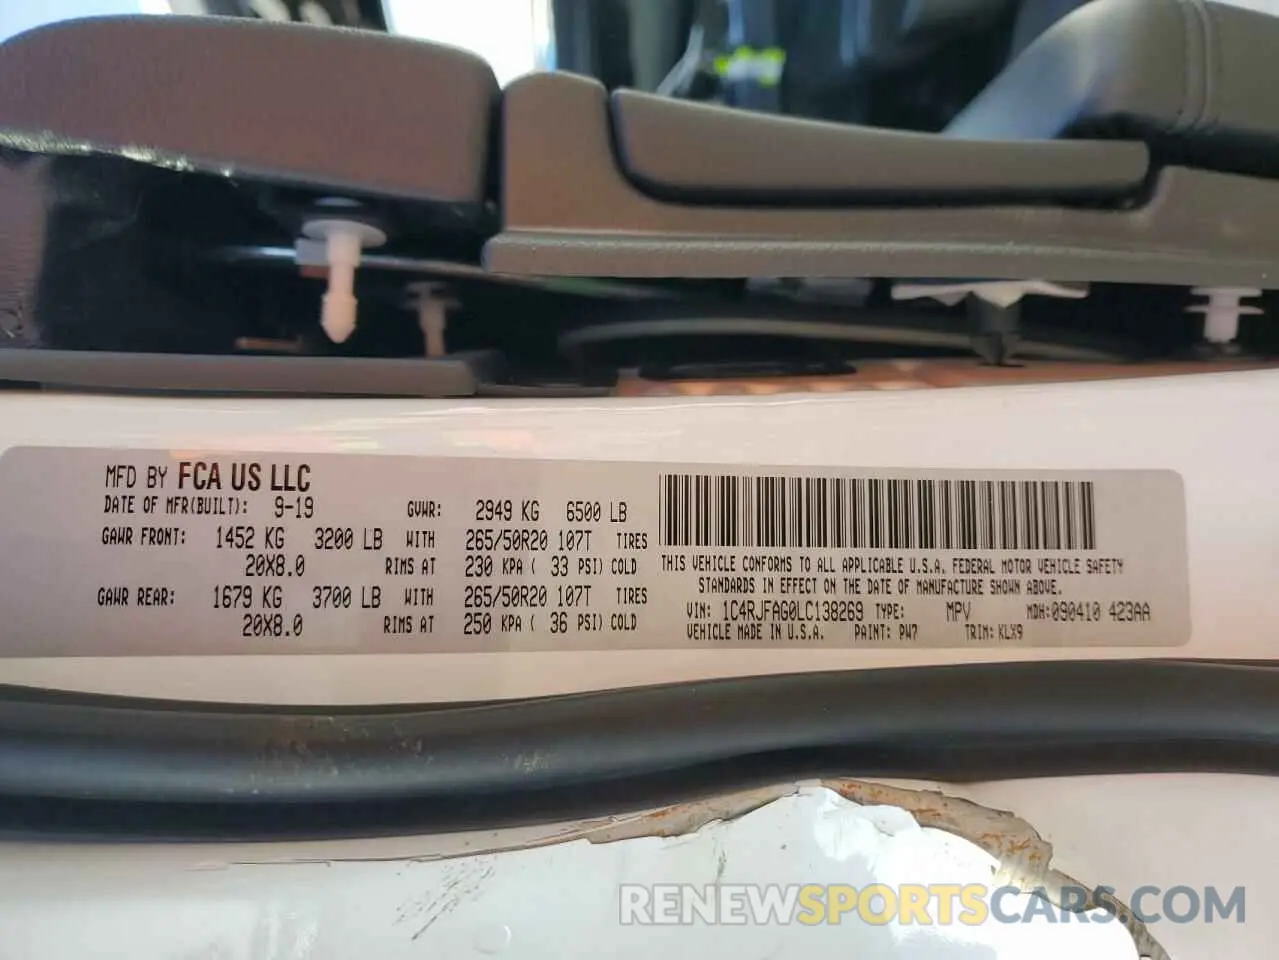 MFD BY FCA US LLC
DATE OF MFR(BUILT): 9-19 GVWR: 2949 KG 6500 LB
GAWR FRONT: 1452 KG 3200 LB WITH 265/50R20 107T TIRES
20X8.0 RIMS AT 230 KPA ( 33 PSI) COLD
GAWR REAR: 1679 KG 3700 LB WITH 265/50R20 107T TIRES
20X8.0 RIMS AT 250 KPA ( 36 PSI) COLD
THIS VEHICLE CONFORMS TO ALL APPLICABLE U.S.A. FEDERAL MOTOR VEHICLE SAFETY
STANDARDS IN EFFECT ON THE DATE OF MANUFACTURE SHOWN ABOVE.
VIN: 1C4RJFAG0LC138269 TYPE: MPV MDH: 090410 423AA
VEHICLE MADE IN U.S.A. PAINT: PW7 TRIM: KLX9
RENEWSPORTSCARS.COM